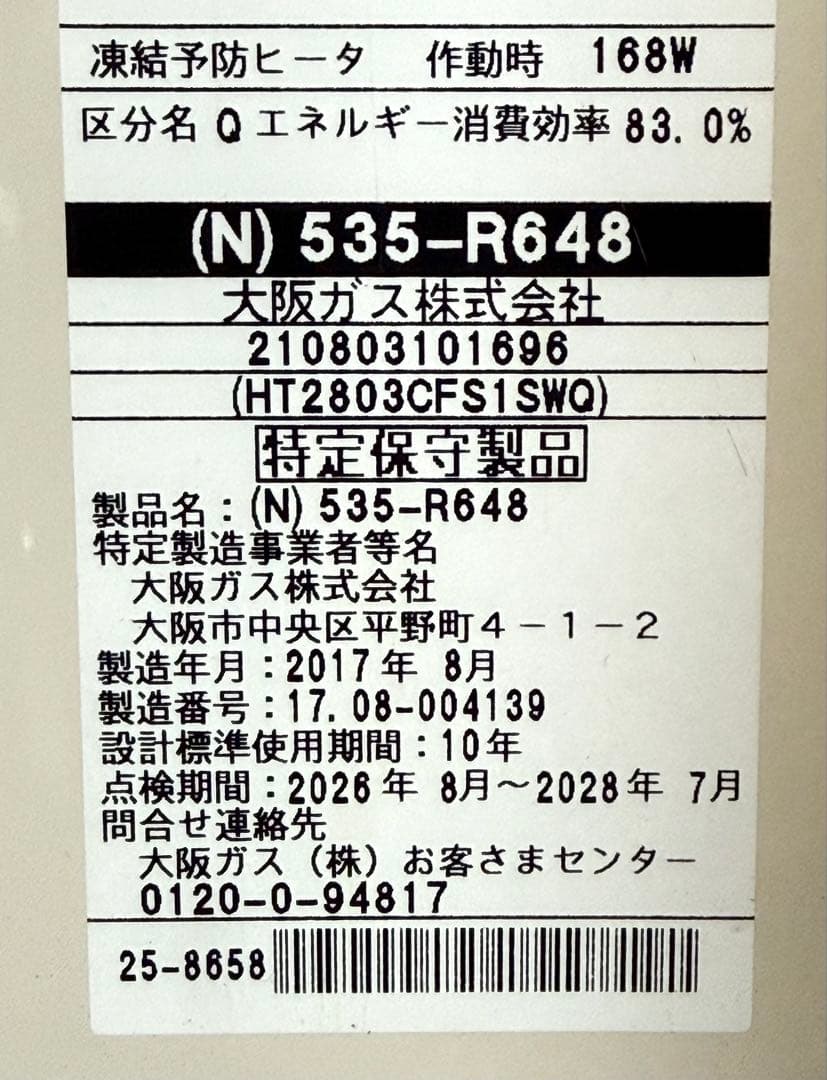 凍結予防ヒータ 作動時 168W
区分名 Q エネルギー消費効率 83.0%
(N) 535-R648
大阪ガス株式会社
210803101696
(HT2803CFS1SWQ)
特定保守製品
製品名：(N) 535-R648
特定製造事業者等名
大阪ガス株式会社
大阪市中央区平野町４－１－２
製造年月：2017年 8月
製造番号：17.08-004139
設計標準使用期間：10年
点検期間：2026年 8月～2028年 7月
問合せ連絡先
大阪ガス（株）お客さまセンター
0120-0-94817
25-8658